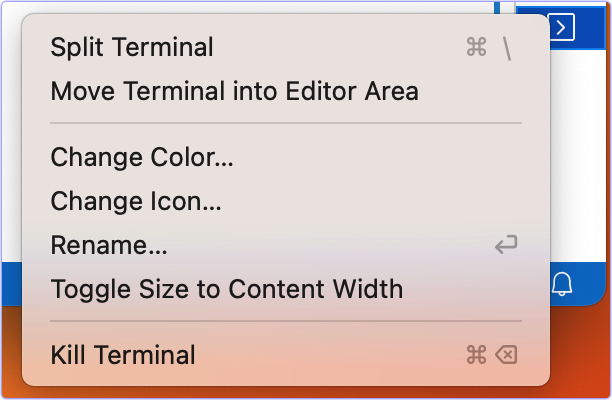 Split Terminal ⌘ \
Move Terminal into Editor Area
Change Color...
Change Icon...
Rename...
Toggle Size to Content Width
Kill Terminal ⌘ ⌫